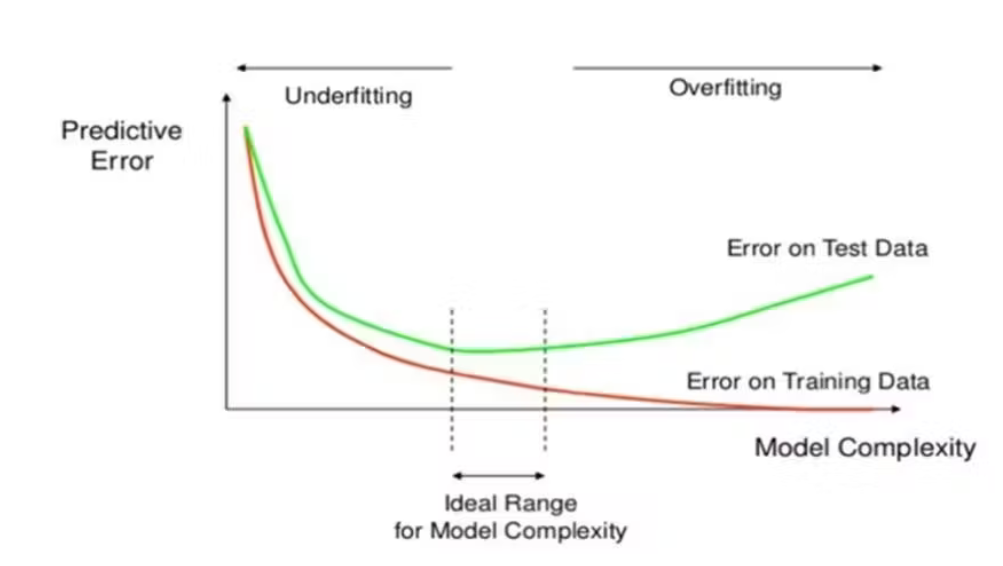 Underfitting
Overfitting
Predictive
Error
Error on Test Data
Error on Training Data
Model Complexity
Ideal Range
for Model Complexity